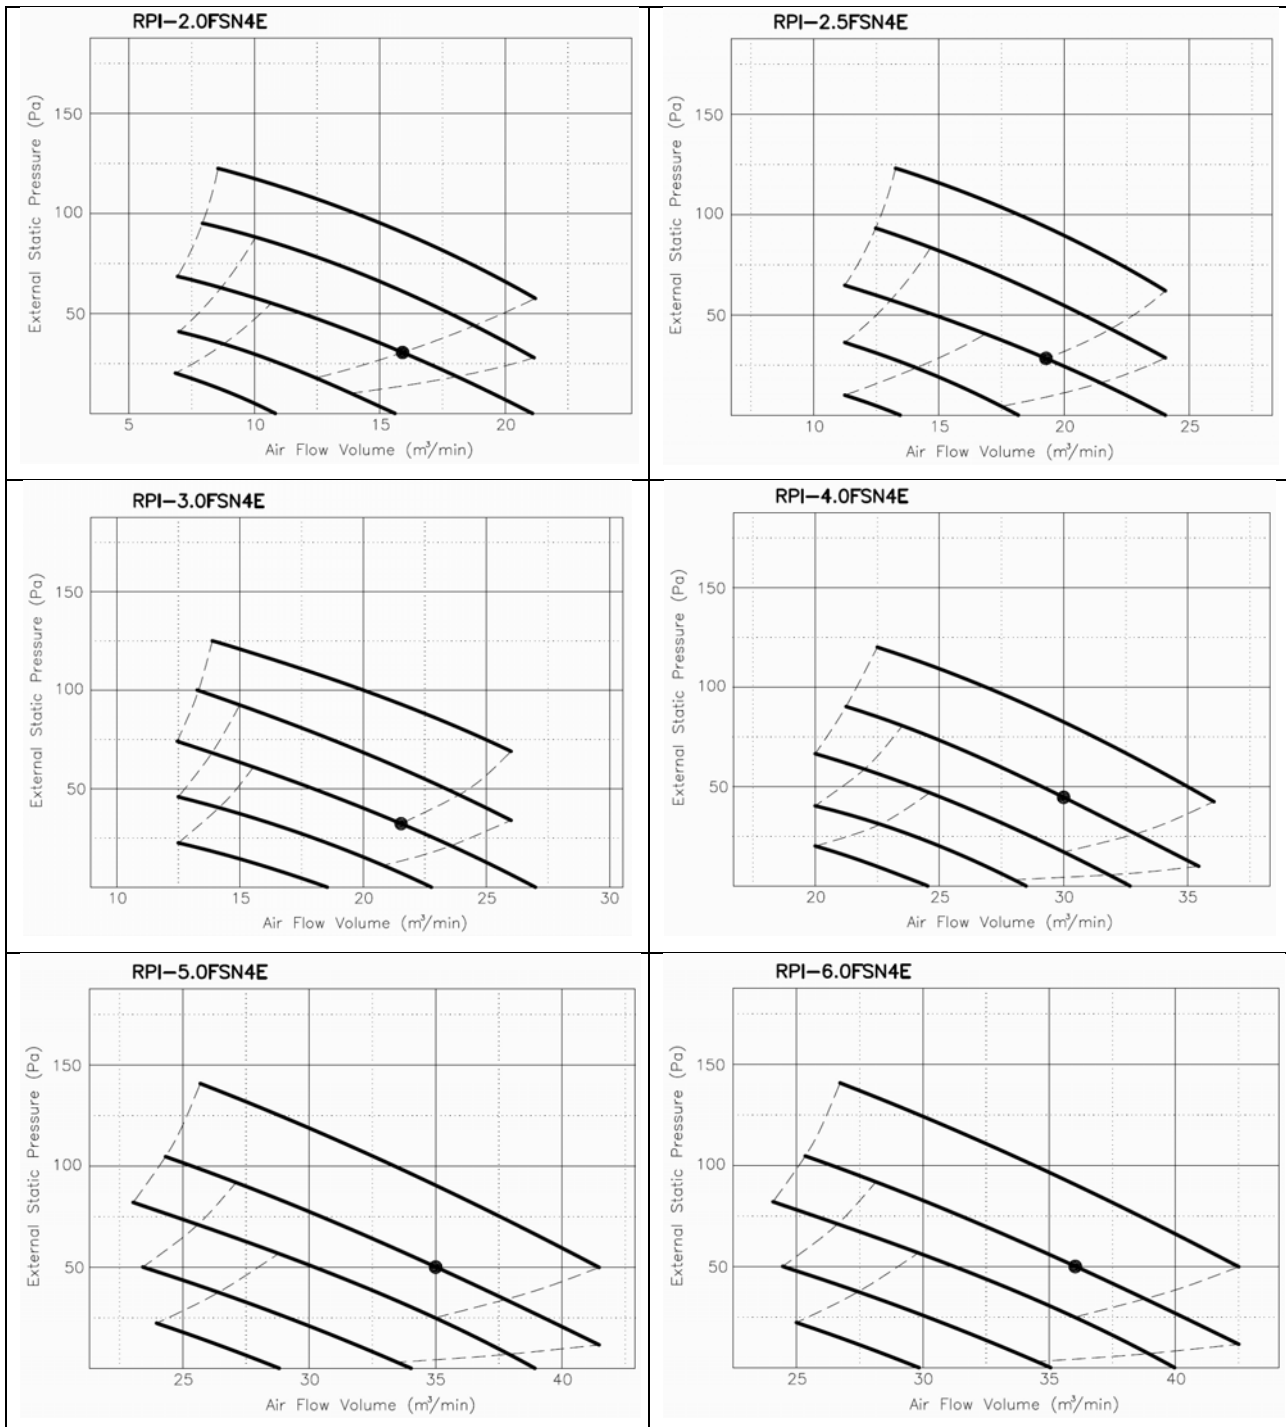 RPI-2.0FSN4E
External Static Pressure (Pa)
150
100
50
5 10 15 20
Air Flow Volume (m³/min)
RPI-2.5FSN4E
External Static Pressure (Pa)
150
100
50
10 15 20 25
Air Flow Volume (m³/min)
RPI-3.0FSN4E
External Static Pressure (Pa)
150
100
50
10 15 20 25 30
Air Flow Volume (m³/min)
RPI-4.0FSN4E
External Static Pressure (Pa)
150
100
50
20 25 30 35
Air Flow Volume (m³/min)
RPI-5.0FSN4E
External Static Pressure (Pa)
150
100
50
25 30 35 40
Air Flow Volume (m³/min)
RPI-6.0FSN4E
External Static Pressure (Pa)
150
100
50
25 30 35 40
Air Flow Volume (m³/min)